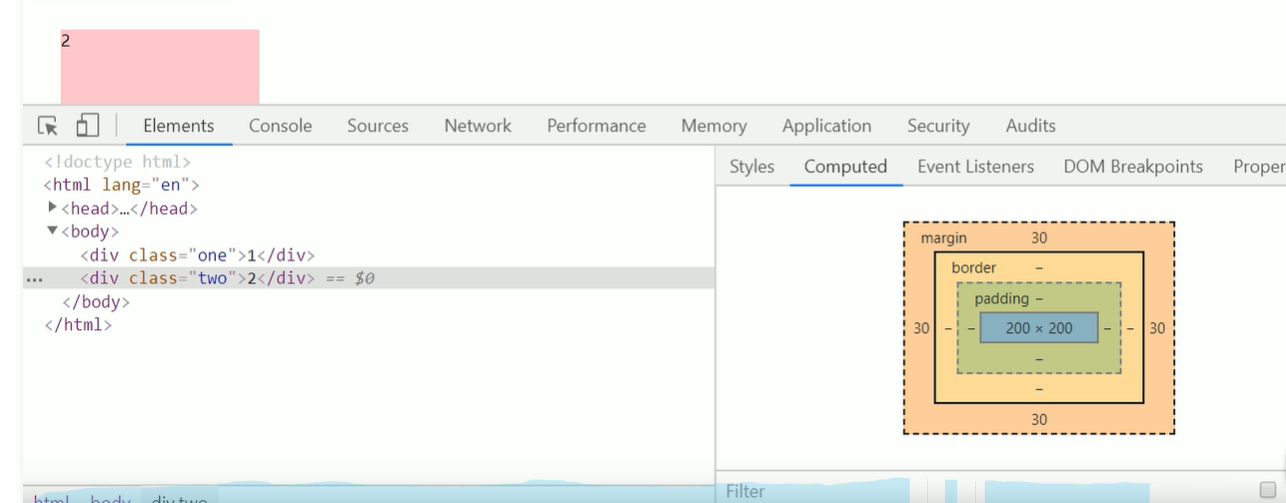 2
Elements Console Sources Network Performance Memory Application Security Audits
<!doctype html>
<html lang="en">
<head>…</head>
<body>
<div class="one">1</div>
... <div class="two">2</div> == $0
</body>
</html>
html body div.two
Styles Computed Event Listeners DOM Breakpoints Proper
margin 30
border –
padding –
30 – – 200 × 200 – – 30
–
–
30
Filter